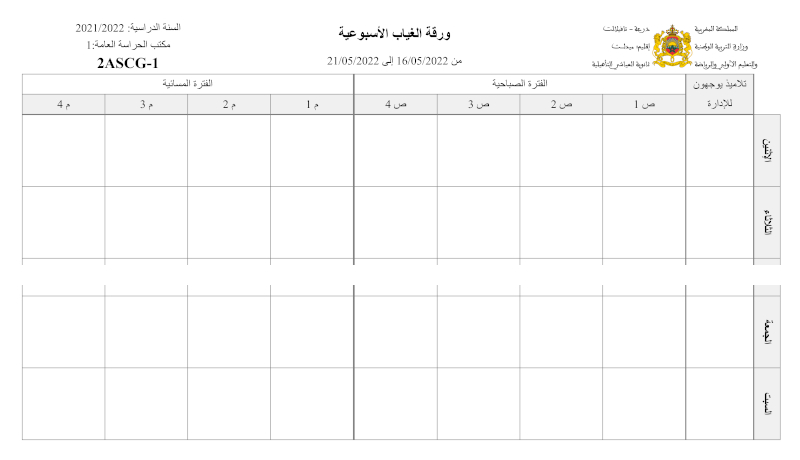 المملكة المغربية
وزارة التربية الوطنية
والتعليم الأولي والرياضة
درعة - تافيلالت
إقليم: ميدلت
ثانوية العياشي التأهيلية
ورقة الغياب الأسبوعية
من 16/05/2022 إلى 21/05/2022
السنة الدراسية: 2021/2022
مكتب الحراسة العامة:1
2ASCG-1
تلاميذ يوجهون للإدارة
الفترة الصباحية
الفترة المسائية
ص 1
ص 2
ص 3
ص 4
م 1
م 2
م 3
م 4
الإثنين
الثلاثاء
الجمعة
السبت